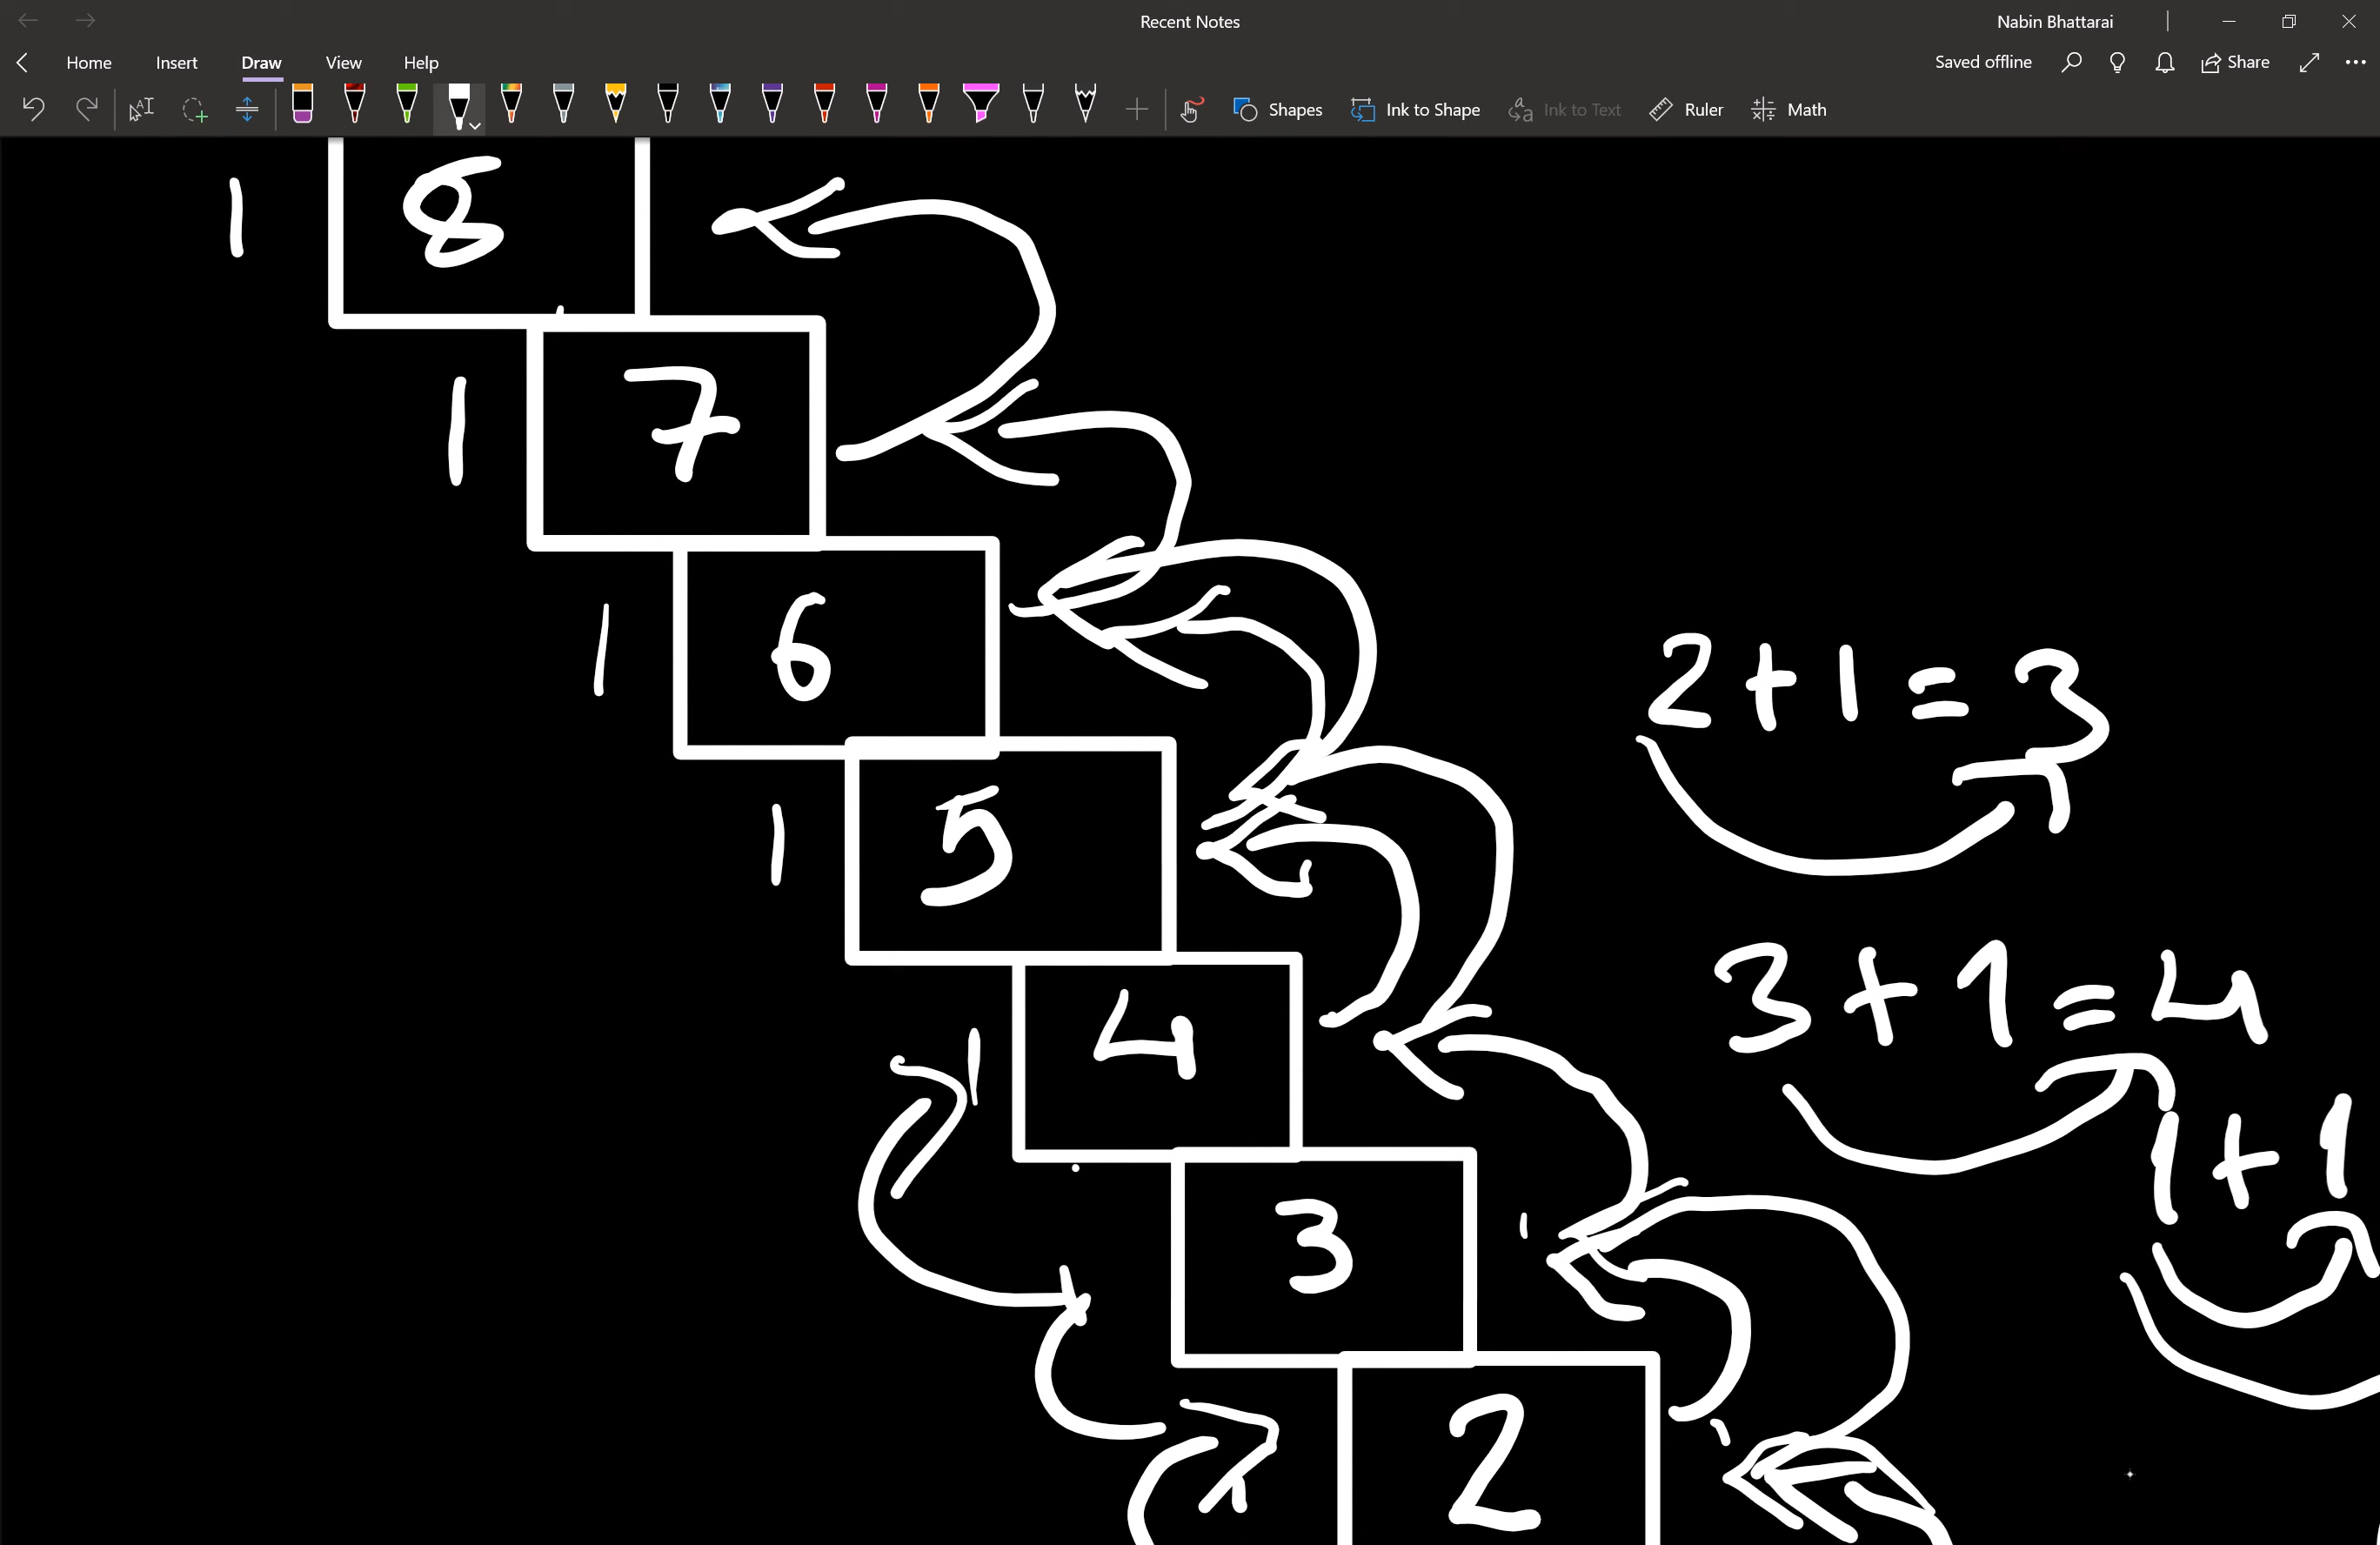 Recent Notes
Nabin Bhattarai
Home Insert Draw View Help
Saved offline
Share
Shapes
Ink to Shape
Ink to Text
Ruler
Math
1 8
1 7
1 6
2+1=3
1 5
3+1=4
1 4
1+1
3
2